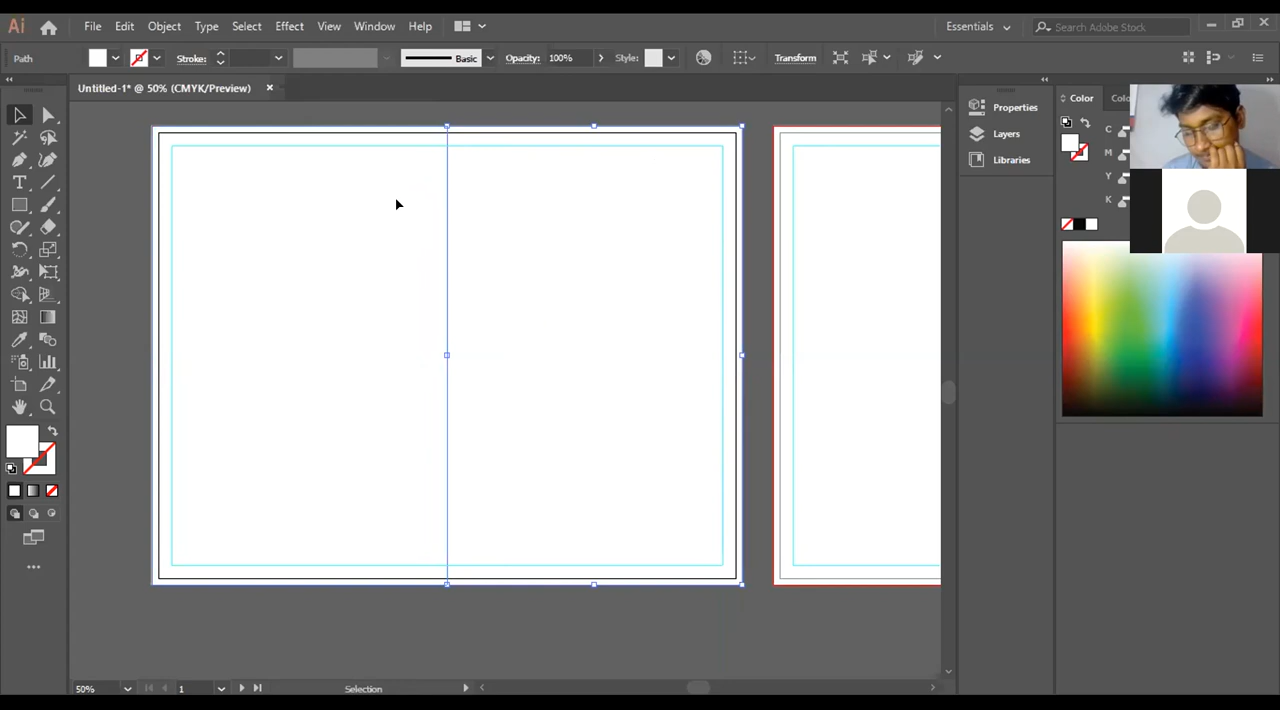 Ai File Edit Object Type Select Effect View Window Help Essentials Search Adobe Stock
Path Stroke: Basic Opacity: 100% Style: Transform
Untitled-1* @ 50% (CMYK/Preview)
Properties
Layers
Libraries
Color
C
M
Y
K
50% 1 Selection